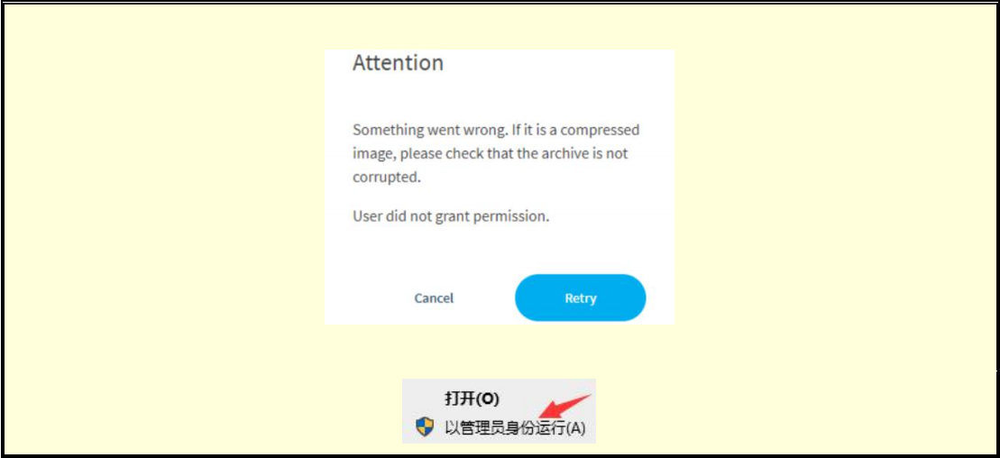 Attention
Something went wrong. If it is a compressed
image, please check that the archive is not
corrupted.
User did not grant permission.
Cancel
Retry
打开(O)
以管理员身份运行(A)